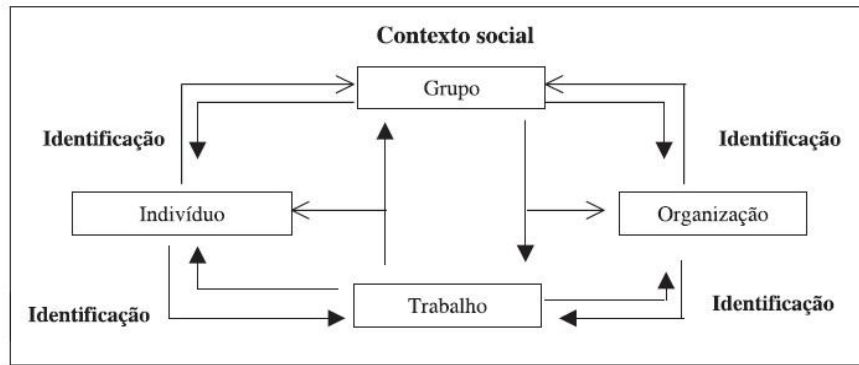 Contexto social
Grupo
Identificação
Identificação
Indivíduo
Organização
Trabalho
Identificação
Identificação